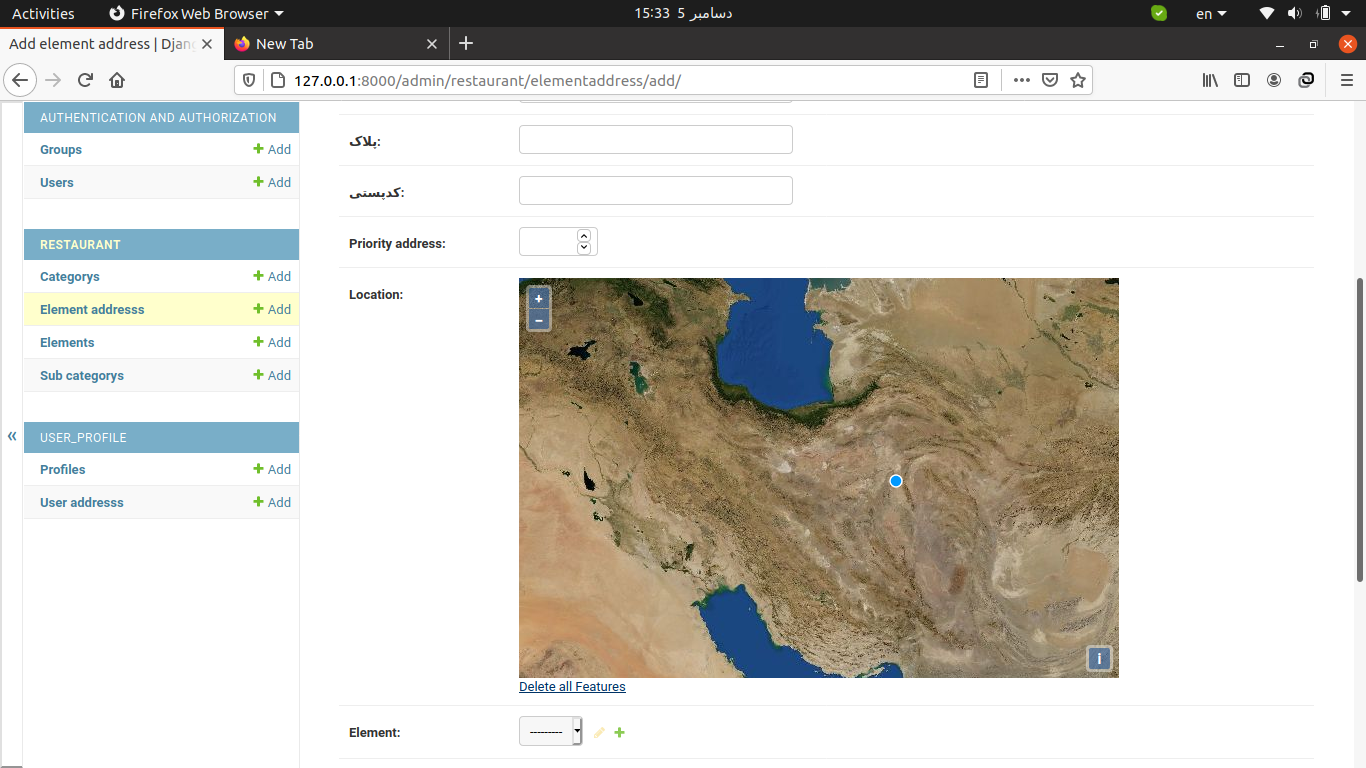 Activities
Firefox Web Browser
15:33 5 دسامبر
en
Add element address | Djan
New Tab
127.0.0.1:8000/admin/restaurant/elementaddress/add/
AUTHENTICATION AND AUTHORIZATION
Groups
Add
Users
Add
RESTAURANT
Categorys
Add
Element addresss
Add
Elements
Add
Sub categorys
Add
USER_PROFILE
Profiles
Add
User addresss
Add
«
پلاک:
کدپستی:
Priority address:
Location:
+
–
i
Delete all Features
Element:
---------